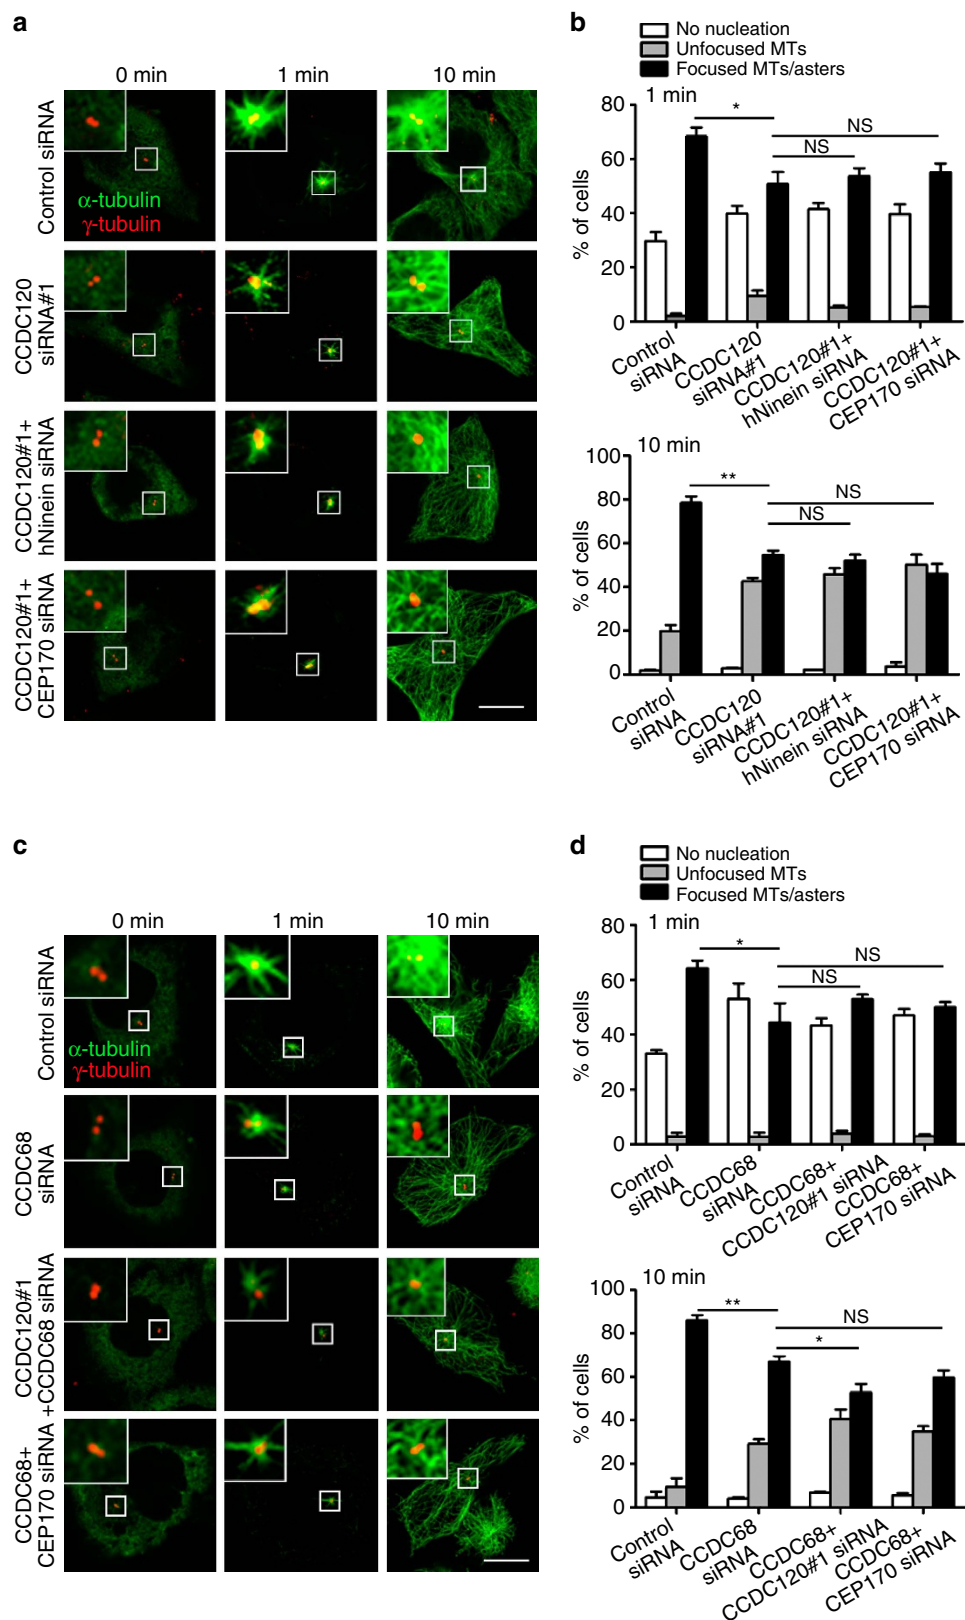 a
0 min 1 min 10 min
Control siRNA
α-tubulin
γ-tubulin
CCDC120
siRNA#1
CCDC120#1+
hNinein siRNA
CCDC120#1+
CEP170 siRNA
b
No nucleation
Unfocused MTs
Focused MTs/asters
1 min
% of cells
80
60
40
20
0
*
NS
NS
Control
siRNA
CCDC120
siRNA#1
CCDC120#1+
hNinein siRNA
CCDC120#1+
CEP170 siRNA
10 min
% of cells
100
80
60
40
20
0
**
NS
NS
Control
siRNA
CCDC120
siRNA#1
CCDC120#1+
hNinein siRNA
CCDC120#1+
CEP170 siRNA
c
0 min 1 min 10 min
Control siRNA
α-tubulin
γ-tubulin
CCDC68
siRNA
CCDC120#1
+CCDC68 siRNA
CCDC68+
CEP170 siRNA
d
No nucleation
Unfocused MTs
Focused MTs/asters
1 min
% of cells
80
60
40
20
0
*
NS
NS
Control
siRNA
CCDC68
siRNA
CCDC68+
CCDC120#1 siRNA
CCDC68+
CEP170 siRNA
10 min
% of cells
100
80
60
40
20
0
**
NS
*
Control
siRNA
CCDC68
siRNA
CCDC68+
CCDC120#1 siRNA
CCDC68+
CEP170 siRNA